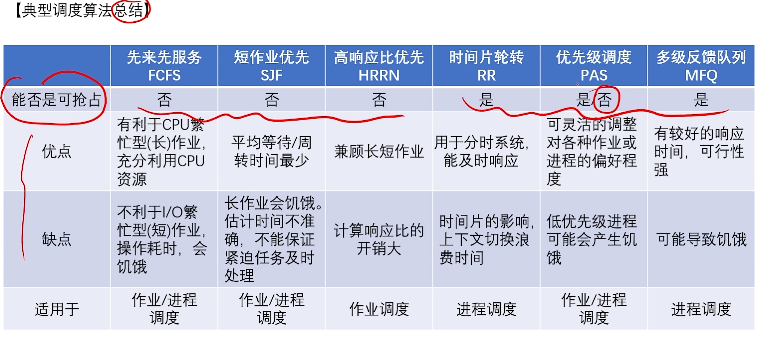 【典型调度算法总结】
先来先服务 短作业优先 高响应比优先 时间片轮转 优先级调度 多级反馈队列
FCFS SJF HRRN RR PAS MFQ
能否是可抢占 否 否 否 是 是/否 是
优点
有利于CPU繁
忙型(长)作业,
充分利用CPU
资源
平均等待/周
转时间最少
兼顾长短作业
用于分时系统,
能及时响应
可灵活的调整
对各种作业或
进程的偏好程
度
有较好的响应
时间,可行性
强
缺点
不利于I/O繁
忙型(短)作业,
操作耗时,会
饥饿
长作业会饥饿。
估计时间不准
确,不能保证
紧迫任务及时
处理
计算响应比的
开销大
时间片的影响,
上下文切换浪
费时间
低优先级进程
可能会产生饥
饿
可能导致饥饿
适用于
作业/进程
调度
作业/进程
调度
作业调度
进程调度
作业/进程
调度
进程调度